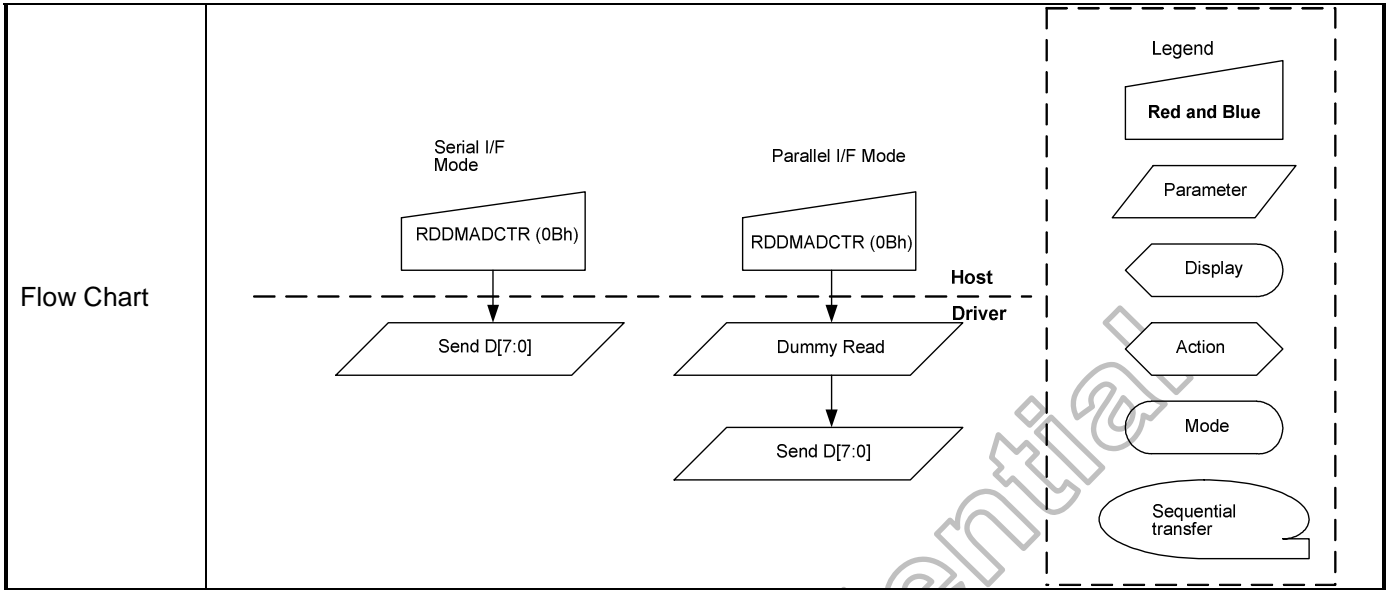 Flow Chart
Serial I/F
Mode
RDDMADCTR (0Bh)
Send D[7:0]
Parallel I/F Mode
RDDMADCTR (0Bh)
Host
Driver
Dummy Read
Send D[7:0]
Legend
Red and Blue
Parameter
Display
Action
Mode
Sequential
transfer
ential